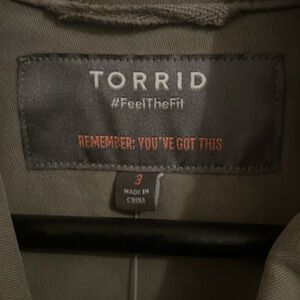 TORRID
#FeelTheFit
REMEMBER: YOU'VE GOT THIS
3
MADE IN
CHINA